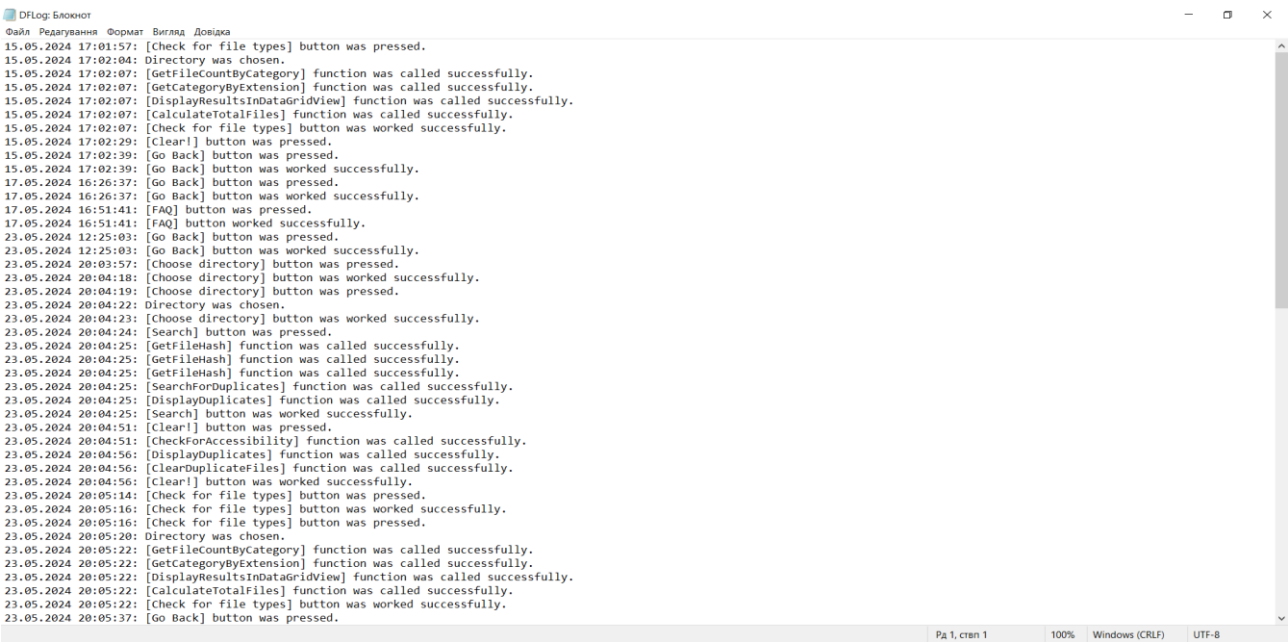 DFLog: Блокнот
Файл Редагування Формат Вигляд Довідка
15.05.2024 17:01:57: [Check for file types] button was pressed.
15.05.2024 17:02:04: Directory was chosen.
15.05.2024 17:02:07: [GetFileCountByCategory] function was called successfully.
15.05.2024 17:02:07: [GetCategoryByExtension] function was called successfully.
15.05.2024 17:02:07: [DisplayResultsInDataGridView] function was called successfully.
15.05.2024 17:02:07: [CalculateTotalFiles] function was called successfully.
15.05.2024 17:02:07: [Check for file types] button was worked successfully.
15.05.2024 17:02:29: [Clear!] button was pressed.
15.05.2024 17:02:39: [Go Back] button was pressed.
15.05.2024 17:02:39: [Go Back] button was worked successfully.
17.05.2024 16:26:37: [Go Back] button was pressed.
17.05.2024 16:26:37: [Go Back] button was worked successfully.
17.05.2024 16:51:41: [FAQ] button was pressed.
17.05.2024 16:51:41: [FAQ] button worked successfully.
23.05.2024 12:25:03: [Go Back] button was pressed.
23.05.2024 12:25:03: [Go Back] button was worked successfully.
23.05.2024 20:03:57: [Choose directory] button was pressed.
23.05.2024 20:04:18: [Choose directory] button was worked successfully.
23.05.2024 20:04:19: [Choose directory] button was pressed.
23.05.2024 20:04:22: Directory was chosen.
23.05.2024 20:04:23: [Choose directory] button was worked successfully.
23.05.2024 20:04:24: [Search] button was pressed.
23.05.2024 20:04:25: [GetFileHash] function was called successfully.
23.05.2024 20:04:25: [GetFileHash] function was called successfully.
23.05.2024 20:04:25: [GetFileHash] function was called successfully.
23.05.2024 20:04:25: [SearchForDuplicates] function was called successfully.
23.05.2024 20:04:25: [DisplayDuplicates] function was called successfully.
23.05.2024 20:04:25: [Search] button was worked successfully.
23.05.2024 20:04:51: [Clear!] button was pressed.
23.05.2024 20:04:51: [CheckForAccessibility] function was called successfully.
23.05.2024 20:04:56: [DisplayDuplicates] function was called successfully.
23.05.2024 20:04:56: [ClearDuplicateFiles] function was called successfully.
23.05.2024 20:04:56: [Clear!] button was worked successfully.
23.05.2024 20:05:14: [Check for file types] button was pressed.
23.05.2024 20:05:16: [Check for file types] button was worked successfully.
23.05.2024 20:05:16: [Check for file types] button was pressed.
23.05.2024 20:05:20: Directory was chosen.
23.05.2024 20:05:22: [GetFileCountByCategory] function was called successfully.
23.05.2024 20:05:22: [GetCategoryByExtension] function was called successfully.
23.05.2024 20:05:22: [DisplayResultsInDataGridView] function was called successfully.
23.05.2024 20:05:22: [CalculateTotalFiles] function was called successfully.
23.05.2024 20:05:22: [Check for file types] button was worked successfully.
23.05.2024 20:05:37: [Go Back] button was pressed.
Рд 1, ствп 1 100% Windows (CRLF) UTF-8